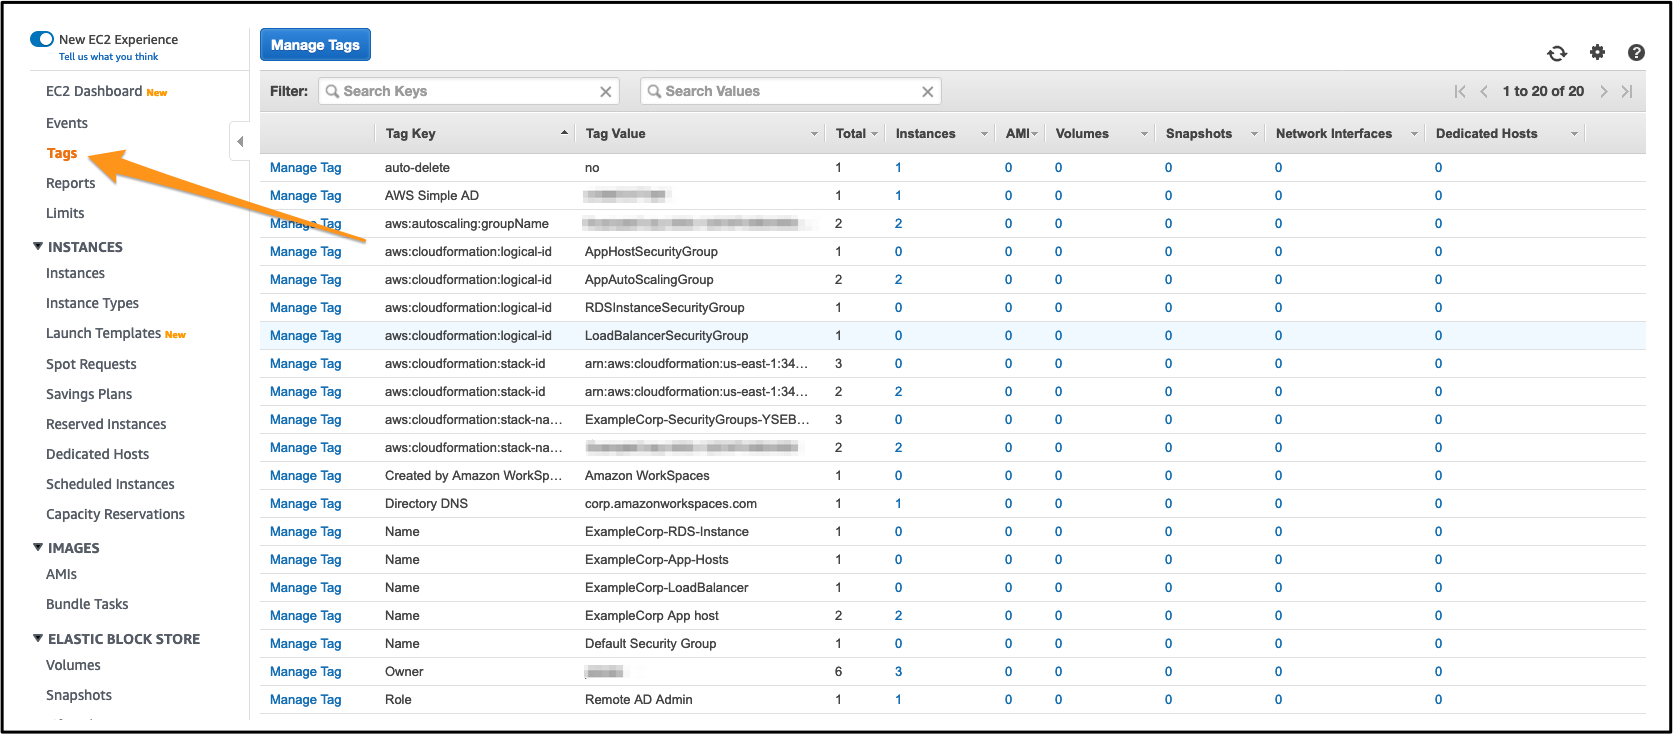 New EC2 Experience
Tell us what you think
EC2 Dashboard New
Events
Tags
Reports
Limits
INSTANCES
Instances
Instance Types
Launch Templates New
Spot Requests
Savings Plans
Reserved Instances
Dedicated Hosts
Scheduled Instances
Capacity Reservations
IMAGES
AMIs
Bundle Tasks
ELASTIC BLOCK STORE
Volumes
Snapshots
Manage Tags
Filter: Search Keys Search Values 1 to 20 of 20
Tag Key Tag Value Total Instances AMI Volumes Snapshots Network Interfaces Dedicated Hosts
Manage Tag auto-delete no 1 1 0 0 0 0 0
Manage Tag AWS Simple AD 1 1 0 0 0 0 0
Manage Tag aws:autoscaling:groupName 2 2 0 0 0 0 0
Manage Tag aws:cloudformation:logical-id AppHostSecurityGroup 1 0 0 0 0 0 0
Manage Tag aws:cloudformation:logical-id AppAutoScalingGroup 2 2 0 0 0 0 0
Manage Tag aws:cloudformation:logical-id RDSInstanceSecurityGroup 1 0 0 0 0 0 0
Manage Tag aws:cloudformation:logical-id LoadBalancerSecurityGroup 1 0 0 0 0 0 0
Manage Tag aws:cloudformation:stack-id arn:aws:cloudformation:us-east-1:34... 3 0 0 0 0 0 0
Manage Tag aws:cloudformation:stack-id arn:aws:cloudformation:us-east-1:34... 2 2 0 0 0 0 0
Manage Tag aws:cloudformation:stack-na... ExampleCorp-SecurityGroups-YSEB... 3 0 0 0 0 0 0
Manage Tag aws:cloudformation:stack-na... 2 2 0 0 0 0 0
Manage Tag Created by Amazon WorkSp... Amazon WorkSpaces 1 0 0 0 0 0 0
Manage Tag Directory DNS corp.amazonworkspaces.com 1 1 0 0 0 0 0
Manage Tag Name ExampleCorp-RDS-Instance 1 0 0 0 0 0 0
Manage Tag Name ExampleCorp-App-Hosts 1 0 0 0 0 0 0
Manage Tag Name ExampleCorp-LoadBalancer 1 0 0 0 0 0 0
Manage Tag Name ExampleCorp App host 2 2 0 0 0 0 0
Manage Tag Name Default Security Group 1 0 0 0 0 0 0
Manage Tag Owner 6 3 0 0 0 0 0
Manage Tag Role Remote AD Admin 1 1 0 0 0 0 0